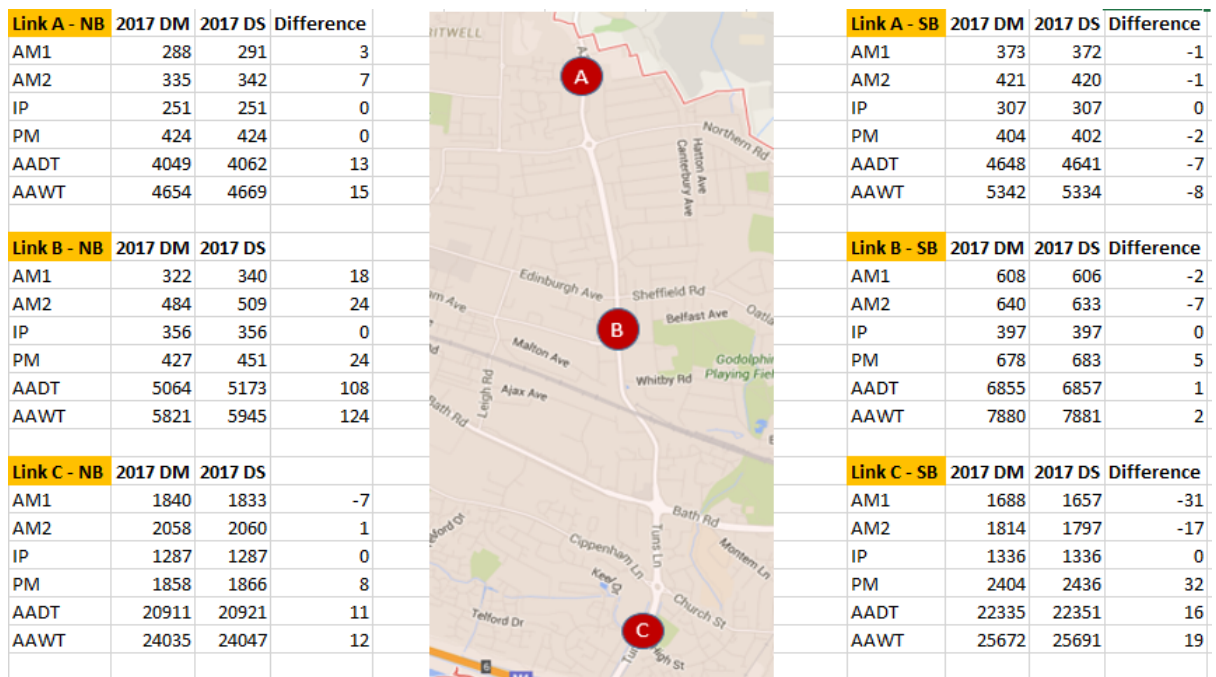 Link A - NB 2017 DM 2017 DS Difference
AM1 288 291 3
AM2 335 342 7
IP 251 251 0
PM 424 424 0
AADT 4049 4062 13
AAWT 4654 4669 15
Link B - NB 2017 DM 2017 DS
AM1 322 340 18
AM2 484 509 24
IP 356 356 0
PM 427 451 24
AADT 5064 5173 108
AAWT 5821 5945 124
Link C - NB 2017 DM 2017 DS
AM1 1840 1833 -7
AM2 2058 2060 1
IP 1287 1287 0
PM 1858 1866 8
AADT 20911 20921 11
AAWT 24035 24047 12
A
Northern Rd
Hatton Ave
Canterbury Ave
Edinburgh Ave
Sheffield Rd
Belfast Ave
B
Malton Ave
Godolphin
Playing Fiel
Whitby Rd
Leigh Rd
Ajax Ave
Bath Rd
Bath Rd
Tuns Ln
Cippenham Ln
Montem Ln
Keel Dr
Church St
Telford Dr
C
High St
6
Link A - SB 2017 DM 2017 DS Difference
AM1 373 372 -1
AM2 421 420 -1
IP 307 307 0
PM 404 402 -2
AADT 4648 4641 -7
AAWT 5342 5334 -8
Link B - SB 2017 DM 2017 DS Difference
AM1 608 606 -2
AM2 640 633 -7
IP 397 397 0
PM 678 683 5
AADT 6855 6857 1
AAWT 7880 7881 2
Link C - SB 2017 DM 2017 DS Difference
AM1 1688 1657 -31
AM2 1814 1797 -17
IP 1336 1336 0
PM 2404 2436 32
AADT 22335 22351 16
AAWT 25672 25691 19